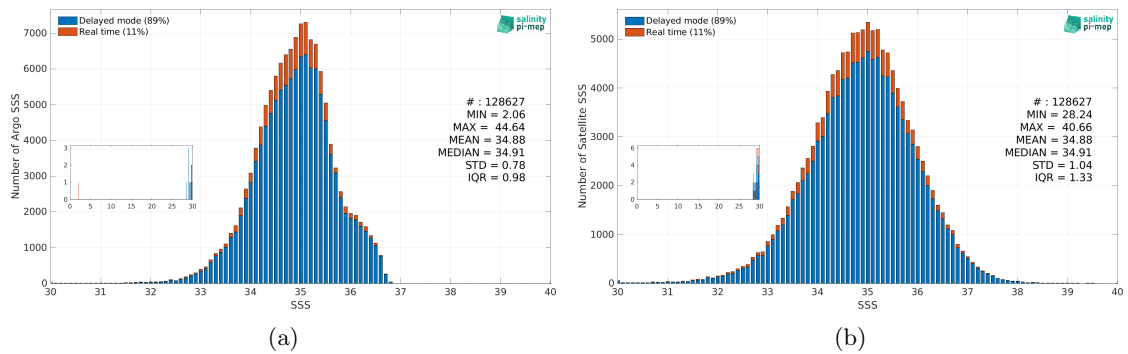 Delayed mode (89%)
Real time (11%)
salinity
pi-mep
7000
6000
5000
4000
3000
2000
1000
0
Number of Argo SSS
# : 128627
MIN = 2.06
MAX = 44.64
MEAN = 34.88
MEDIAN = 34.91
STD = 0.78
IQR = 0.98
3
2
1
0
0 5 10 15 20 25 30
30 31 32 33 34 35 36 37 38 39 40
SSS
(a)
Delayed mode (89%)
Real time (11%)
salinity
pi-mep
5000
4000
3000
2000
1000
0
Number of Satellite SSS
# : 128627
MIN = 28.24
MAX = 40.66
MEAN = 34.88
MEDIAN = 34.91
STD = 1.04
IQR = 1.33
6
4
2
0
0 5 10 15 20 25 30
30 31 32 33 34 35 36 37 38 39 40
SSS
(b)